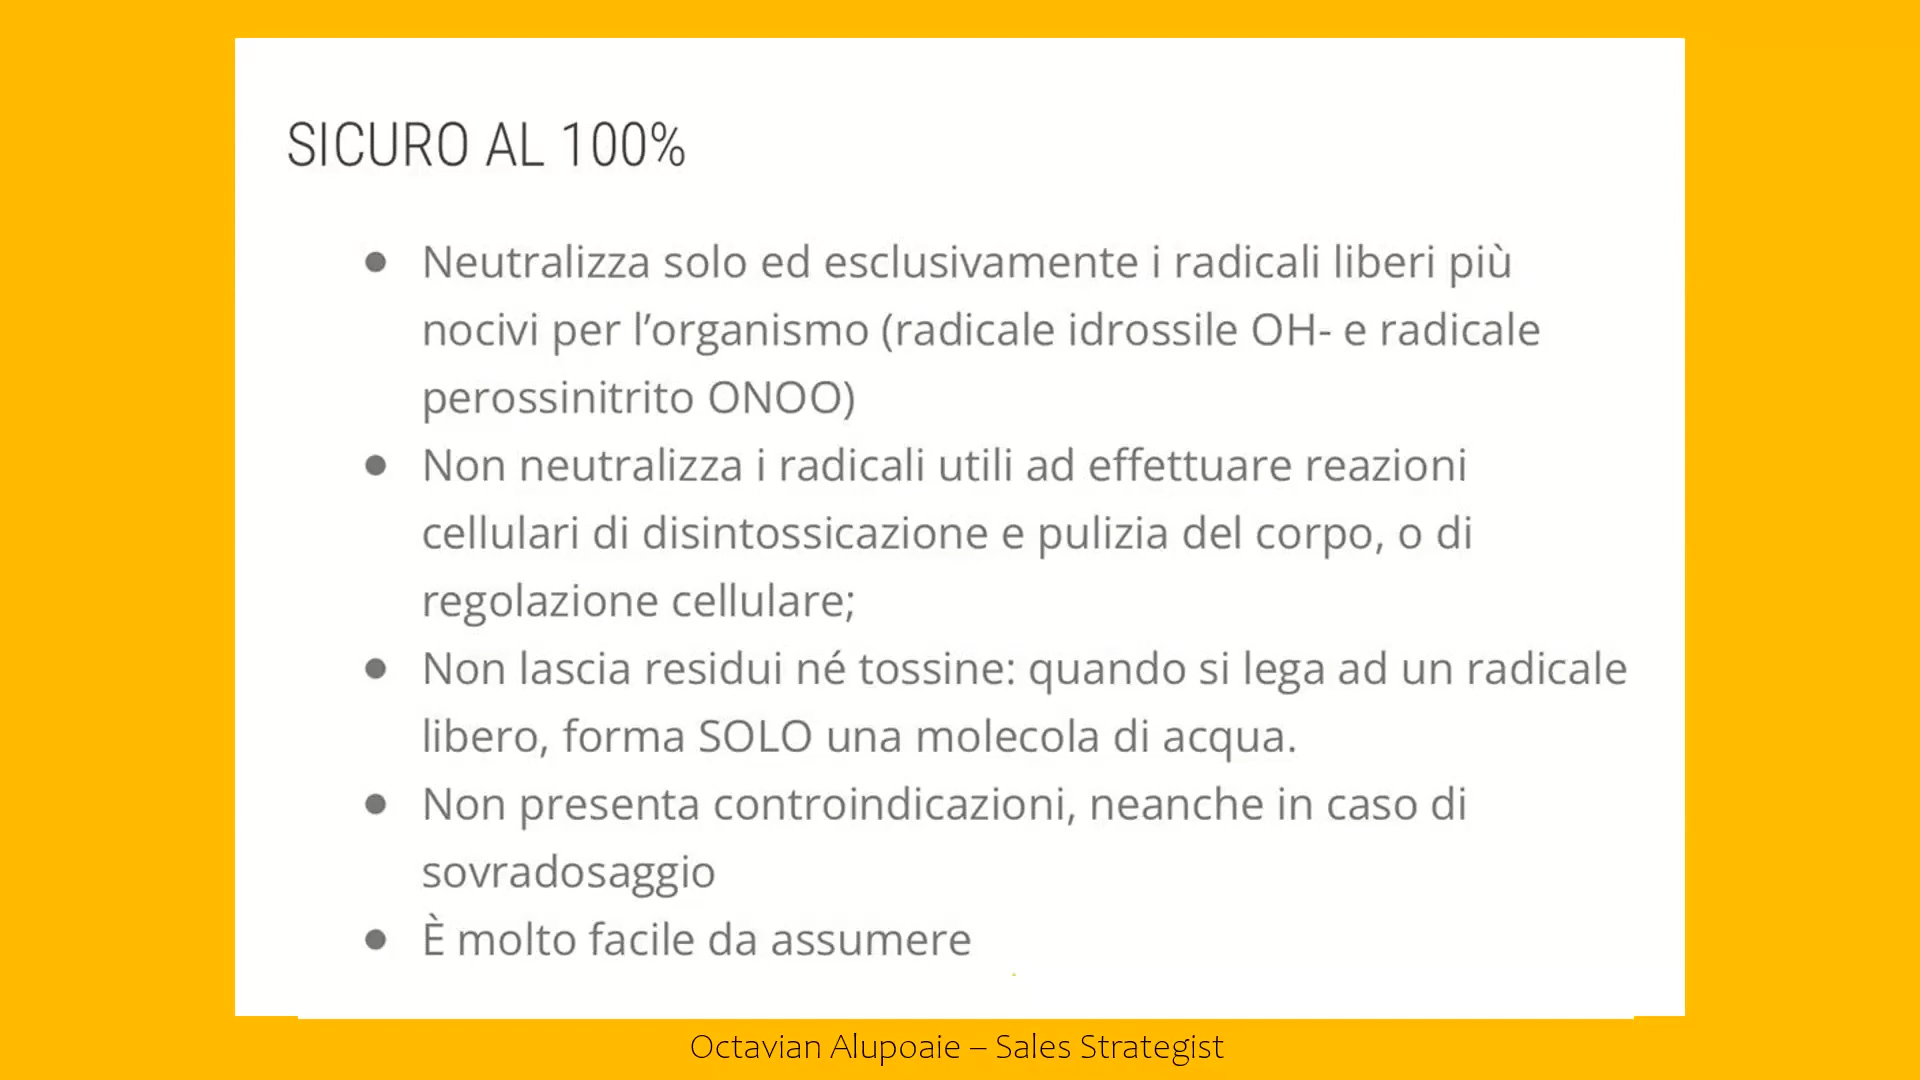 SICURO AL 100%
● Neutralizza solo ed esclusivamente i radicali liberi più
nocivi per l’organismo (radicale idrossile OH- e radicale
perossinitrito ONOO)
● Non neutralizza i radicali utili ad effettuare reazioni
cellulari di disintossicazione e pulizia del corpo, o di
regolazione cellulare;
● Non lascia residui né tossine: quando si lega ad un radicale
libero, forma SOLO una molecola di acqua.
● Non presenta controindicazioni, neanche in caso di
sovradosaggio
● È molto facile da assumere
Octavian Alupoaie – Sales Strategist